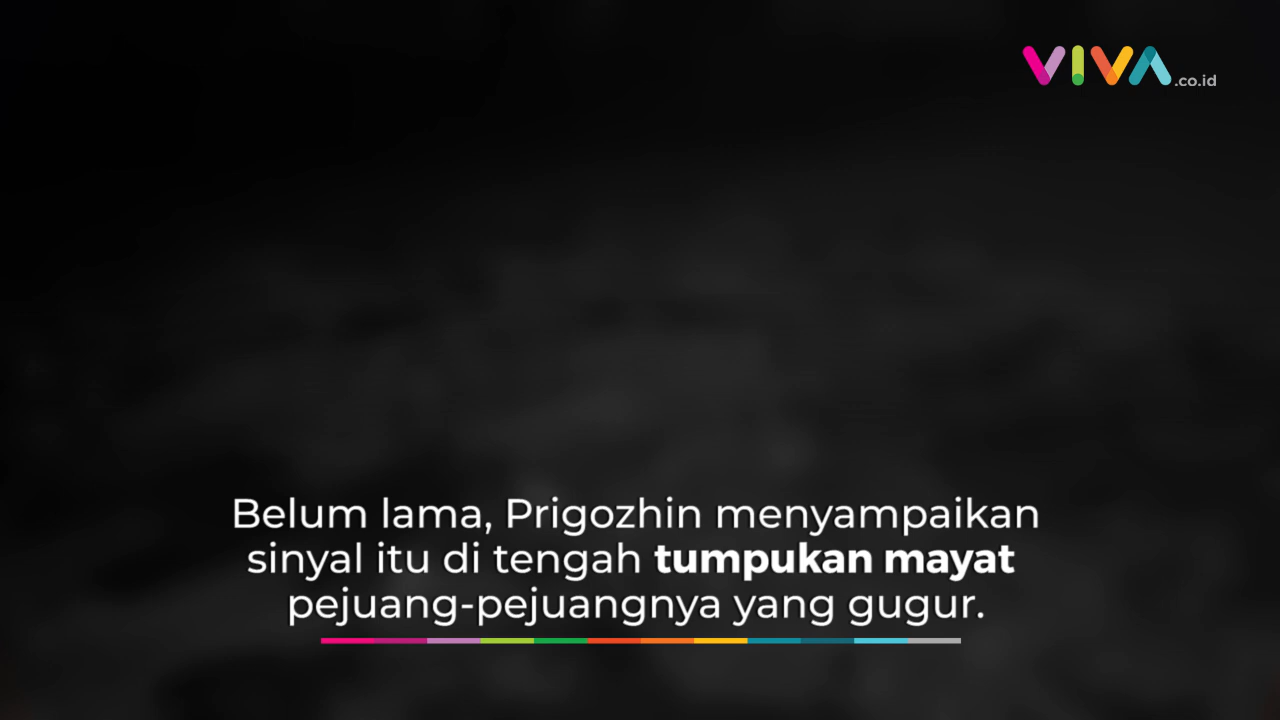 VIVA.co.id
Belum lama, Prigozhin menyampaikan
sinyal itu di tengah tumpukan mayat
pejuang-pejuangnya yang gugur.